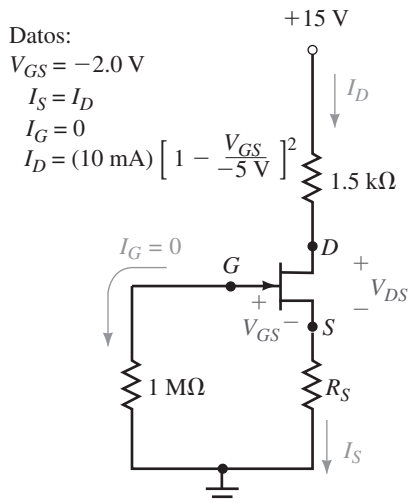 Datos:
V_GS = −2.0 V
I_S = I_D
I_G = 0
I_D = (10 mA) [ 1 − V_GS / −5 V ]²
+15 V
I_D
1.5 kΩ
D
I_G = 0
G
+
V_DS
−
+
V_GS −
S
1 MΩ
R_S
I_S